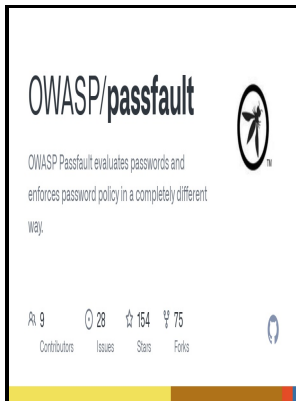 OWASP/passfault
OWASP Passfault evaluates passwords and
enforces password policy in a completely different
way.
9 28 154 75
Contributors Issues Stars Forks
TM